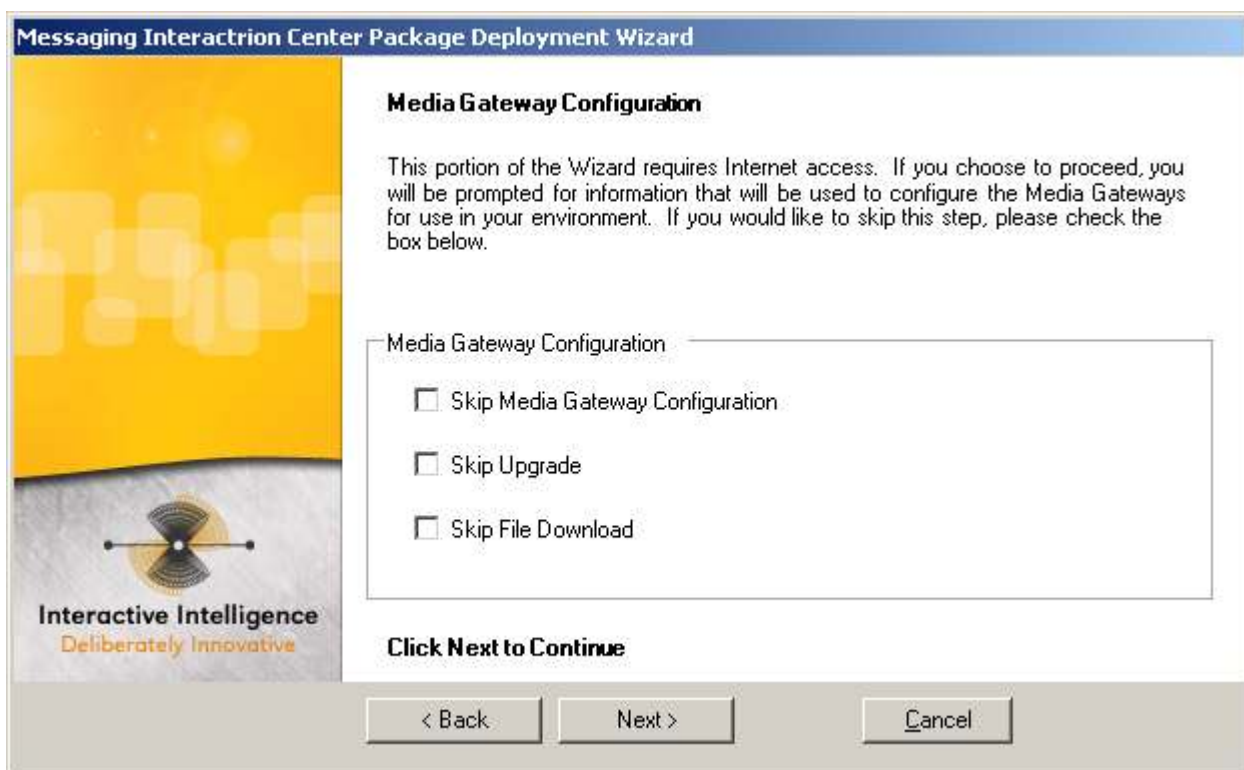 Messaging Interactrion Center Package Deployment Wizard
Media Gateway Configuration
This portion of the Wizard requires Internet access. If you choose to proceed, you
will be prompted for information that will be used to configure the Media Gateways
for use in your environment. If you would like to skip this step, please check the
box below.
Media Gateway Configuration
Skip Media Gateway Configuration
Skip Upgrade
Skip File Download
Interactive Intelligence
Deliberately Innovative
Click Next to Continue
< Back
Next >
Cancel